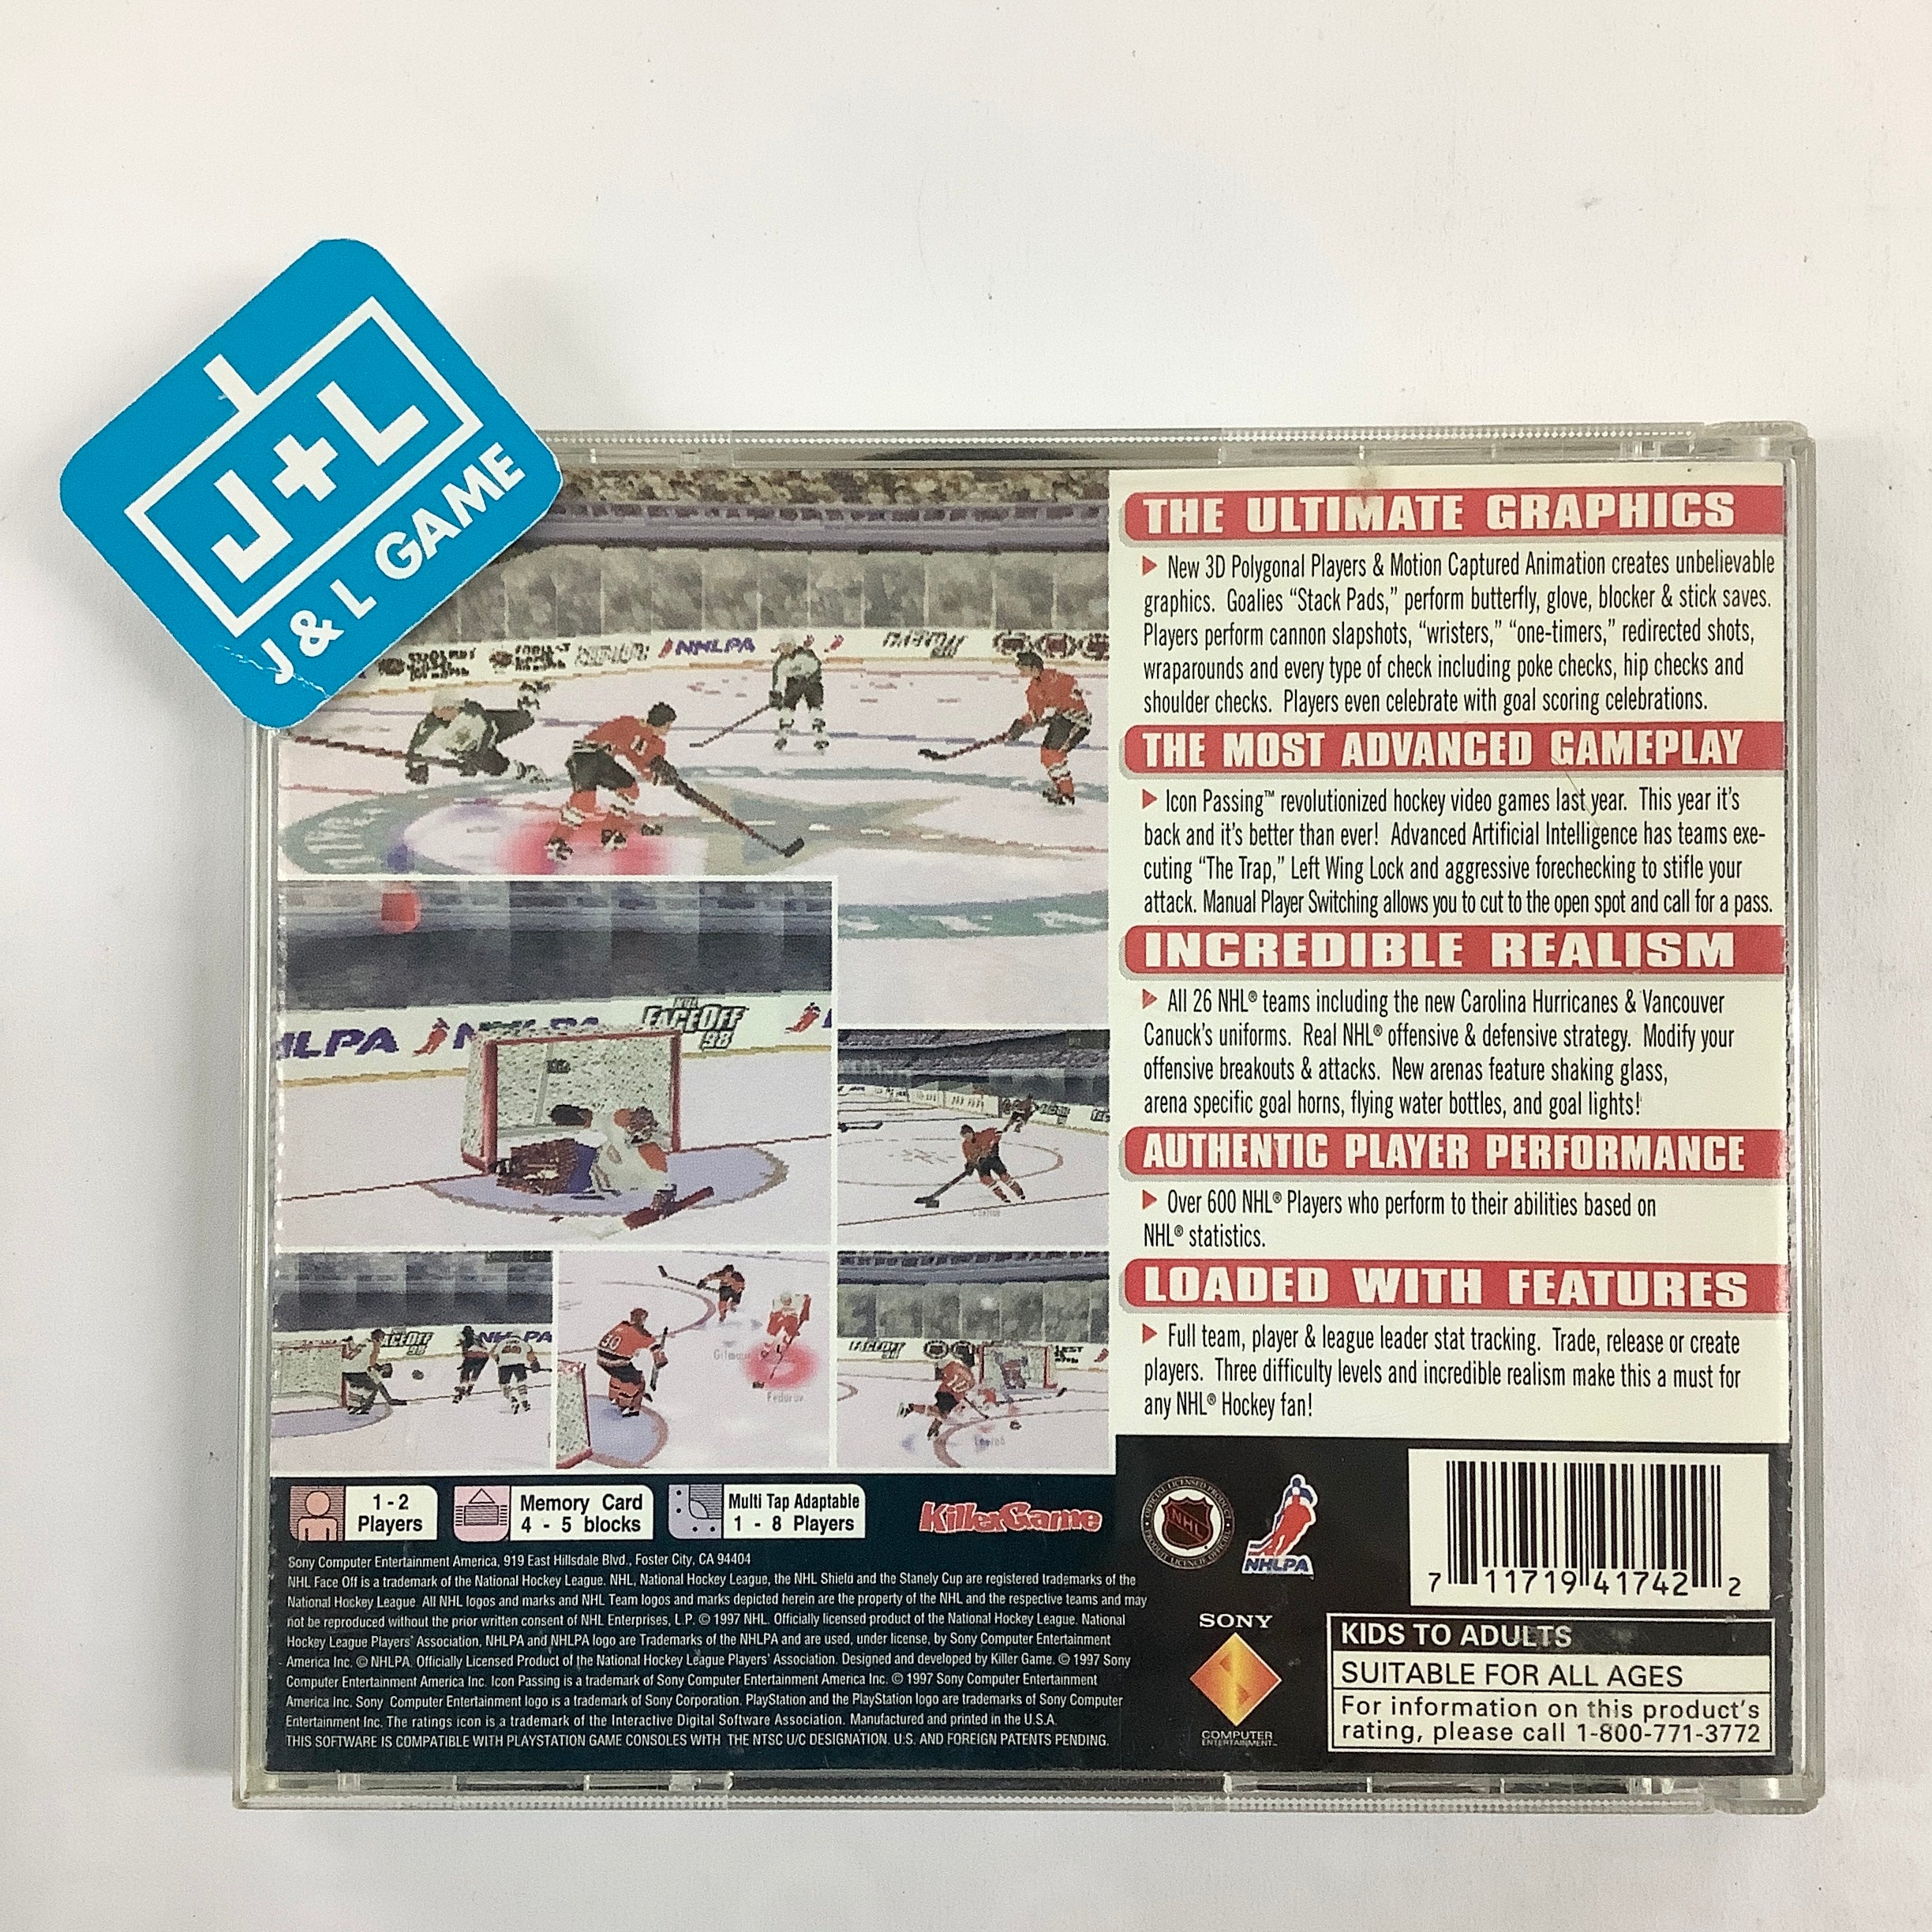 J+L
J & L GAME
NHLPA
11
NHLPA
FACEOFF
98
FACEOFF
98
NHLPA
30
Fedorov
FACEOFF
98
10
THE ULTIMATE GRAPHICS
New 3D Polygonal Players & Motion Captured Animation creates unbelievable
graphics. Goalies “Stack Pads,” perform butterfly, glove, blocker & stick saves.
Players perform cannon slapshots, “wristers,” “one-timers,” redirected shots,
wraparounds and every type of check including poke checks, hip checks and
shoulder checks. Players even celebrate with goal scoring celebrations.
THE MOST ADVANCED GAMEPLAY
Icon Passing™ revolutionized hockey video games last year. This year it's
back and it's better than ever! Advanced Artificial Intelligence has teams exe-
cuting “The Trap,” Left Wing Lock and aggressive forechecking to stifle your
attack. Manual Player Switching allows you to cut to the open spot and call for a pass.
INCREDIBLE REALISM
All 26 NHL® teams including the new Carolina Hurricanes & Vancouver
Canuck's uniforms. Real NHL® offensive & defensive strategy. Modify your
offensive breakouts & attacks. New arenas feature shaking glass,
arena specific goal horns, flying water bottles, and goal lights!
AUTHENTIC PLAYER PERFORMANCE
Over 600 NHL® Players who perform to their abilities based on
NHL® statistics.
LOADED WITH FEATURES
Full team, player & league leader stat tracking. Trade, release or create
players. Three difficulty levels and incredible realism make this a must for
any NHL® Hockey fan!
1 - 2
Players
Memory Card
4 - 5 blocks
Multi Tap Adaptable
1 - 8 Players
KillerGame
Sony Computer Entertainment America, 919 East Hillsdale Blvd., Foster City, CA 94404
NHL Face Off is a trademark of the National Hockey League. NHL, National Hockey League, the NHL Shield and the Stanely Cup are registered trademarks of the
National Hockey League. All NHL logos and marks and NHL Team logos and marks depicted herein are the property of the NHL and the respective teams and may
not be reproduced without the prior written consent of NHL Enterprises, L.P. © 1997 NHL. Officially licensed product of the National Hockey League. National
Hockey League Players' Association, NHLPA and NHLPA logo are Trademarks of the NHLPA and are used, under license, by Sony Computer Entertainment
America Inc. © NHLPA. Officially Licensed Product of the National Hockey League Players' Association. Designed and developed by Killer Game. © 1997 Sony
Computer Entertainment America Inc. Icon Passing is a trademark of Sony Computer Entertainment America Inc. © 1997 Sony Computer Entertainment
America Inc. Sony Computer Entertainment logo is a trademark of Sony Corporation. PlayStation and the PlayStation logo are trademarks of Sony Computer
Entertainment Inc. The ratings icon is a trademark of the Interactive Digital Software Association. Manufactured and printed in the U.S.A.
THIS SOFTWARE IS COMPATIBLE WITH PLAYSTATION GAME CONSOLES WITH THE NTSC U/C DESIGNATION. U.S. AND FOREIGN PATENTS PENDING.
OFFICIAL LICENSED PRODUCT
NHL
NHLPA
7 11719 41742 2
SONY
COMPUTER
ENTERTAINMENT
KIDS TO ADULTS
SUITABLE FOR ALL AGES
For information on this product's
rating, please call 1-800-771-3772